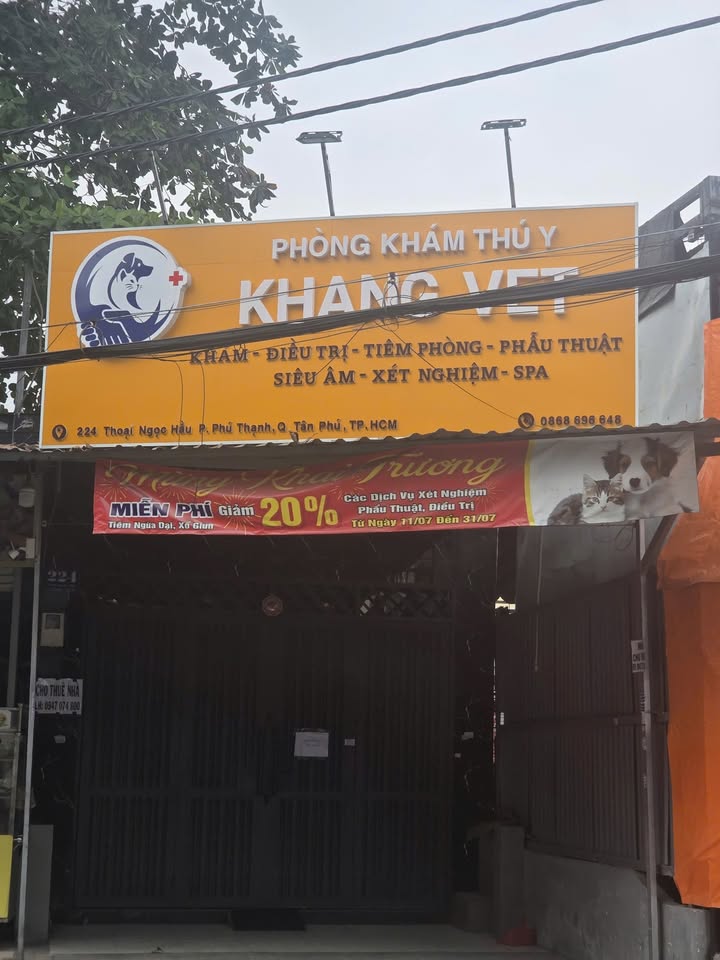 PHÒNG KHÁM THÚ Y
KHANG VET
KHÁM - ĐIỀU TRỊ - TIÊM PHÒNG - PHẪU THUẬT
SIÊU ÂM - XÉT NGHIỆM - SPA
224 Thoại Ngọc Hầu P. Phú Thạnh, Q. Tân Phú, TP.HCM
0868 696 648
Mừng Khai Trương
MIỄN PHÍ Giảm 20%
Tiêm Ngừa Dại, Xổ Giun
Các Dịch Vụ Xét Nghiệm
Phẩu Thuật, Điều Trị
Từ Ngày 11/07 Đến 31/07
224
CHO THUÊ NHÀ